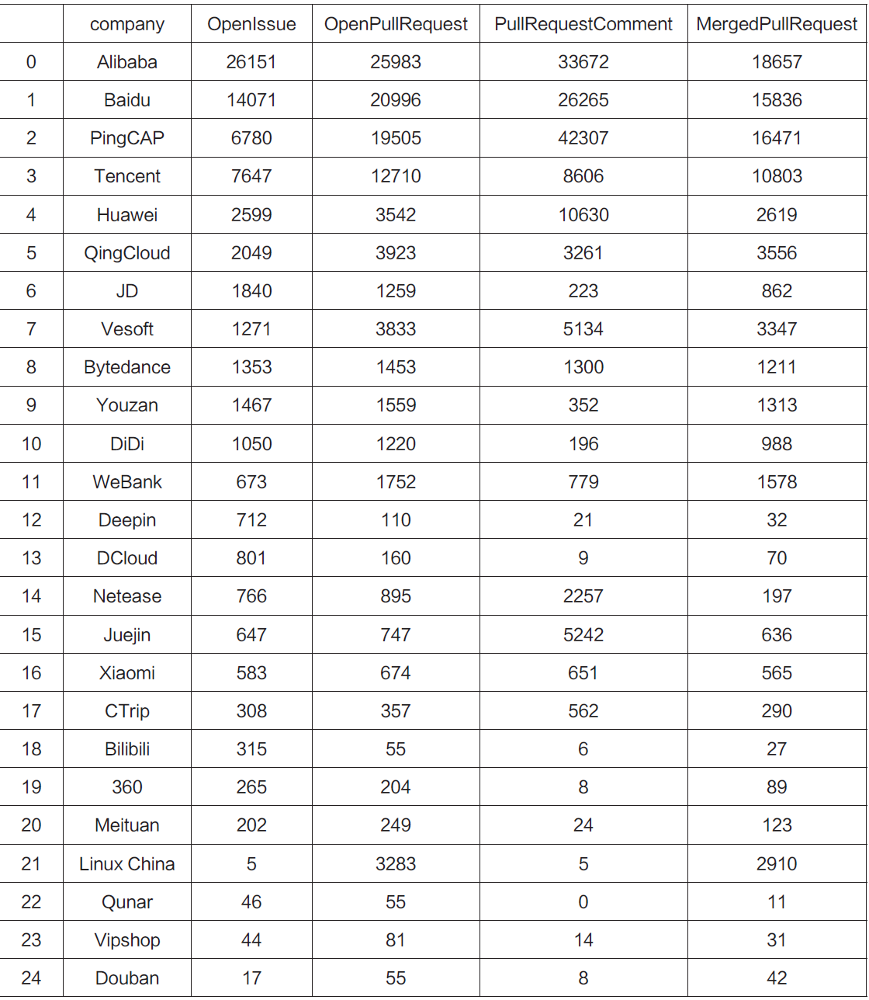 company OpenIssue OpenPullRequest PullRequestComment MergedPullRequest
0 Alibaba 26151 25983 33672 18657
1 Baidu 14071 20996 26265 15836
2 PingCAP 6780 19505 42307 16471
3 Tencent 7647 12710 8606 10803
4 Huawei 2599 3542 10630 2619
5 QingCloud 2049 3923 3261 3556
6 JD 1840 1259 223 862
7 Vesoft 1271 3833 5134 3347
8 Bytedance 1353 1453 1300 1211
9 Youzan 1467 1559 352 1313
10 DiDi 1050 1220 196 988
11 WeBank 673 1752 779 1578
12 Deepin 712 110 21 32
13 DCloud 801 160 9 70
14 Netease 766 895 2257 197
15 Juejin 647 747 5242 636
16 Xiaomi 583 674 651 565
17 CTrip 308 357 562 290
18 Bilibili 315 55 6 27
19 360 265 204 8 89
20 Meituan 202 249 24 123
21 Linux China 5 3283 5 2910
22 Qunar 46 55 0 11
23 Vipshop 44 81 14 31
24 Douban 17 55 8 42